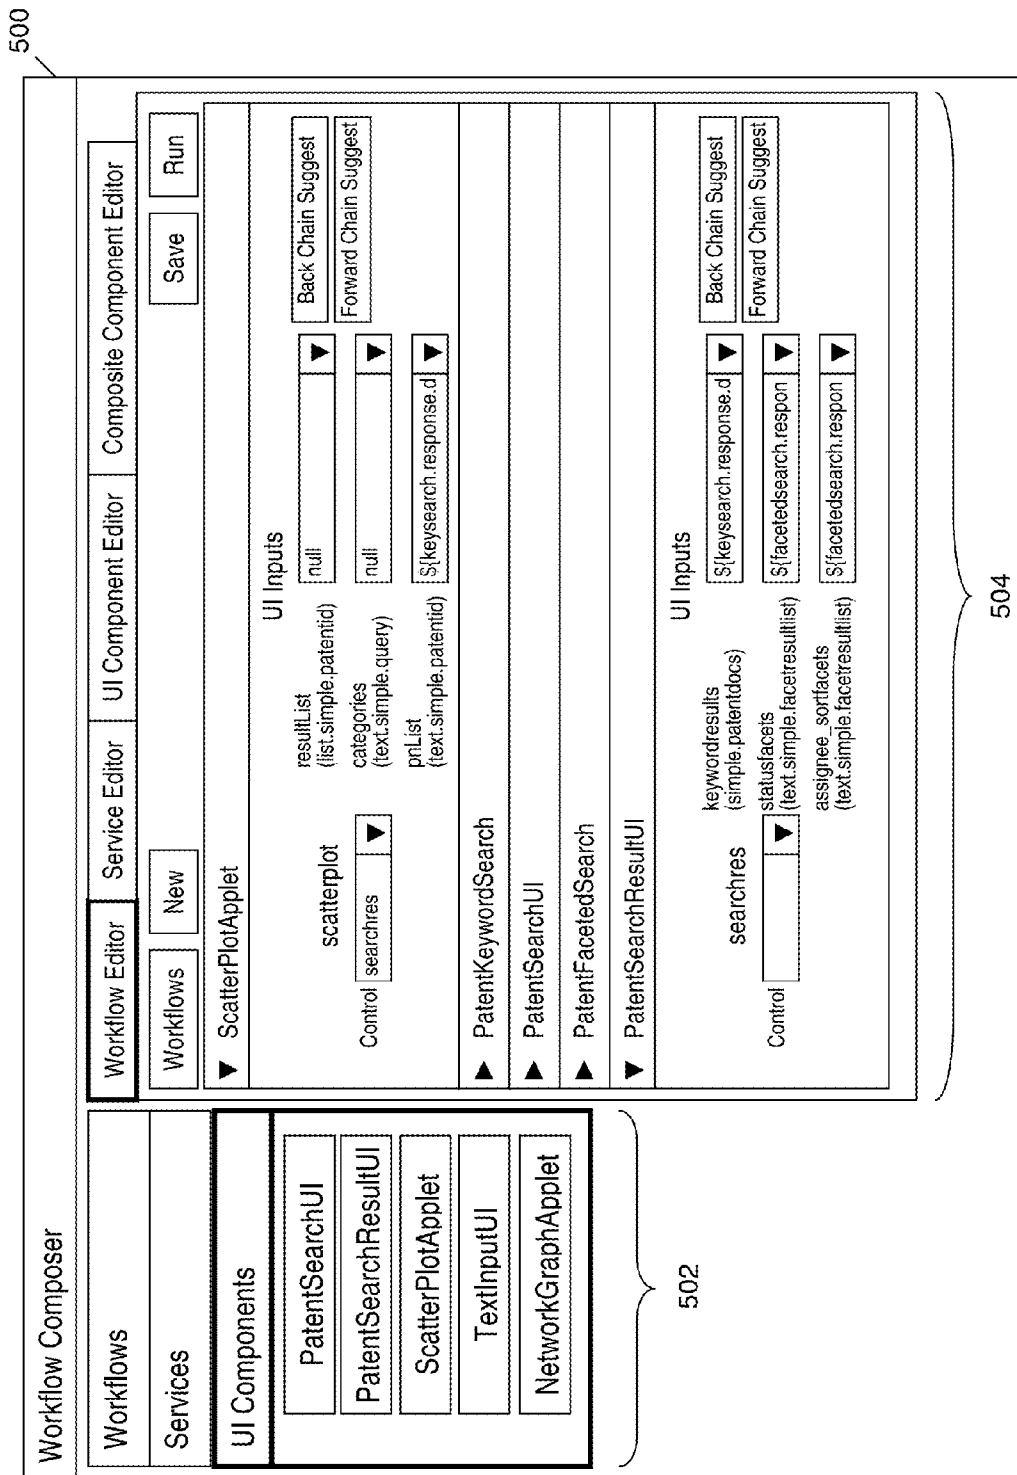 500
Workflow Composer
Workflows
Services
UI Components
PatentSearchUI
PatentSearchResultUI
ScatterPlotApplet
TextInputUI
NetworkGraphApplet
502
Workflow Editor
Service Editor
UI Component Editor
Composite Component Editor
Workflows
New
Save
Run
ScatterPlotApplet
scatterplot
UI Inputs
Control
searchres
resultList
(list.simple.patentid)
null
categories
(text.simple.query)
null
pnList
(text.simple.patentid)
${keysearch.response.d
Back Chain Suggest
Forward Chain Suggest
PatentKeywordSearch
PatentSearchUI
PatentFacetedSearch
PatentSearchResultUI
searchres
UI Inputs
Control
keywordresults
(simple.patentdocs)
${keysearch.response.d
statusfacets
(text.simple.facetresultlist)
${facetedsearch.respon
assignee_sortfacets
(text.simple.facetresultlist)
${facetedsearch.respon
Back Chain Suggest
Forward Chain Suggest
504